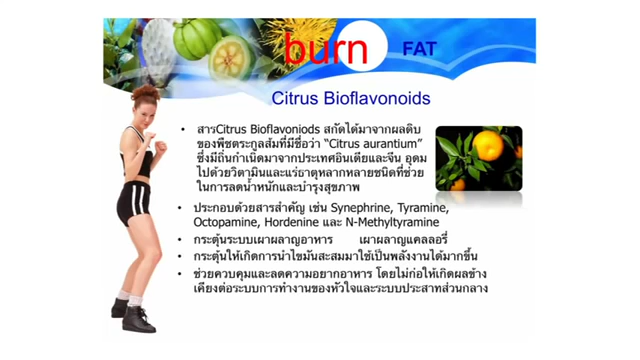 burn FAT
Citrus Bioflavonoids
• สารCitrus Bioflavoniods สกัดได้มาจากผลดิบ
ของพืชตระกูลส้มที่มีชื่อว่า “Citrus aurantium”
ซึ่งมีถิ่นกำเนิดมาจากประเทศอินเดียและจีน อุดม
ไปด้วยวิตามินและแร่ธาตุหลากหลายชนิดที่ช่วย
ในการลดน้ำหนักและบำรุงสุขภาพ
• ประกอบด้วยสารสำคัญ เช่น Synephrine, Tyramine,
Octopamine, Hordenine และ N-Methyltyramine
• กระตุ้นระบบเผาผลาญอาหาร เผาผลาญแคลลอรี่
• กระตุ้นให้เกิดการนำไขมันสะสมมาใช้เป็นพลังงานได้มากขึ้น
• ช่วยควบคุมและลดความอยากอาหาร โดยไม่ก่อให้เกิดผลข้าง
เคียงต่อระบบการทำงานของหัวใจและระบบประสาทส่วนกลาง